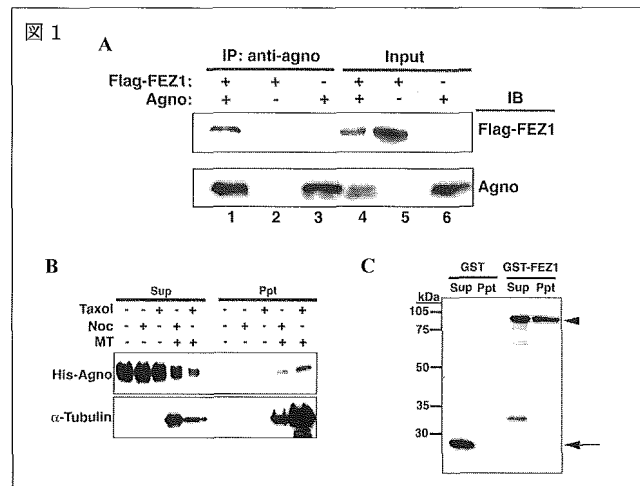 図 1
A
IP: anti-agno Input
Flag-FEZ1: + + - + + -
Agno: + - + + - + IB
Flag-FEZ1
Agno
1 2 3 4 5 6
B
Sup Ppt
Taxol - - + - + - - + - +
Noc - + - + - - + - + -
MT - - - + + - - - + +
His-Agno
α-Tubulin
C
GST GST-FEZ1
Sup Ppt Sup Ppt
kDa
105
75
50
35
30